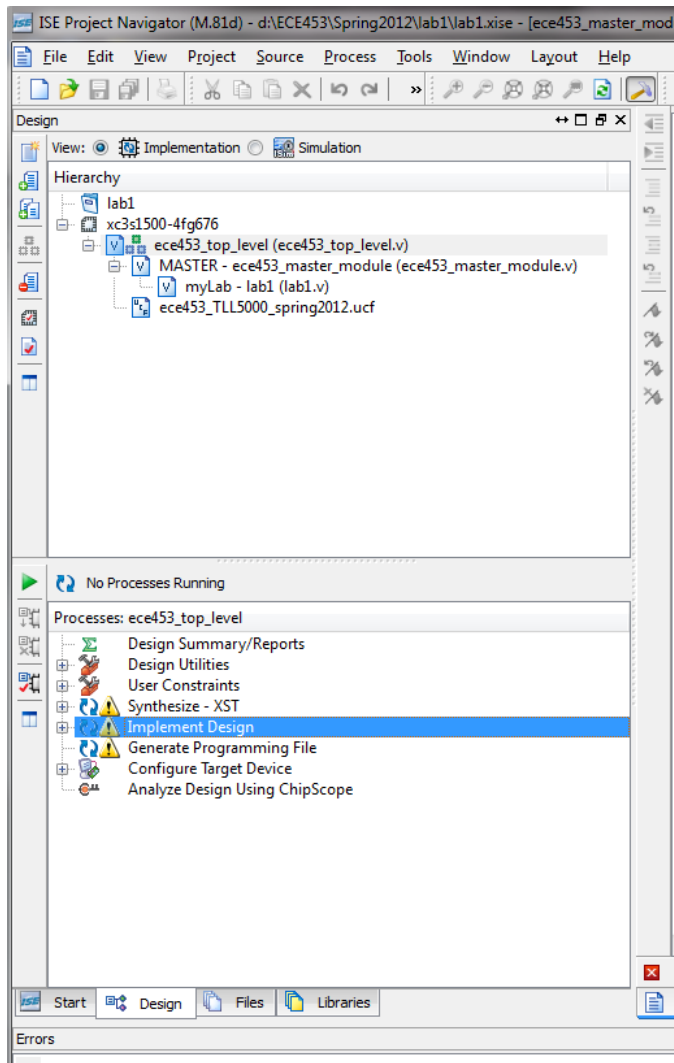 ISE Project Navigator (M.81d) - d:\ECE453\Spring2012\lab1\lab1.xise - [ece453_master_mod
File Edit View Project Source Process Tools Window Layout Help
»
Design
View: Implementation Simulation
Hierarchy
lab1
xc3s1500-4fg676
ece453_top_level (ece453_top_level.v)
MASTER - ece453_master_module (ece453_master_module.v)
myLab - lab1 (lab1.v)
ece453_TLL5000_spring2012.ucf
No Processes Running
Processes: ece453_top_level
Design Summary/Reports
Design Utilities
User Constraints
Synthesize - XST
Implement Design
Generate Programming File
Configure Target Device
Analyze Design Using ChipScope
Start Design Files Libraries
Errors